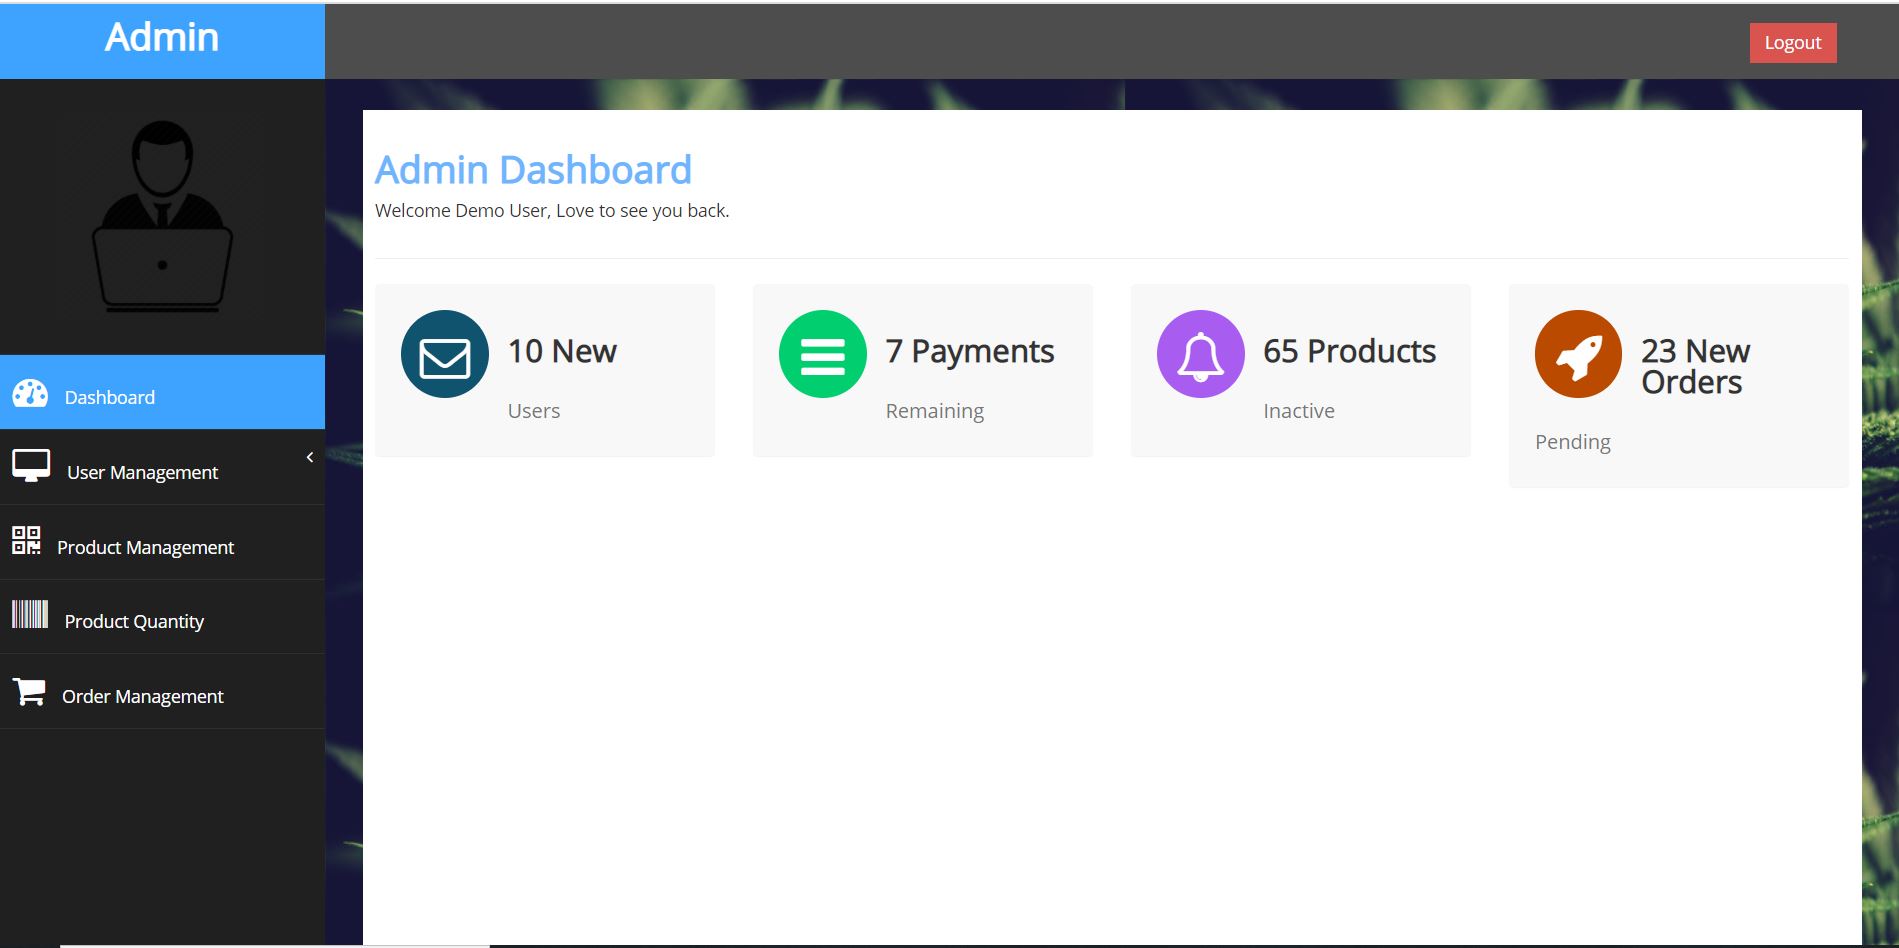 Admin
Logout
Admin Dashboard
Welcome Demo User, Love to see you back.
Dashboard
User Management
Product Management
Product Quantity
Order Management
10 New
Users
7 Payments
Remaining
65 Products
Inactive
23 New
Orders
Pending